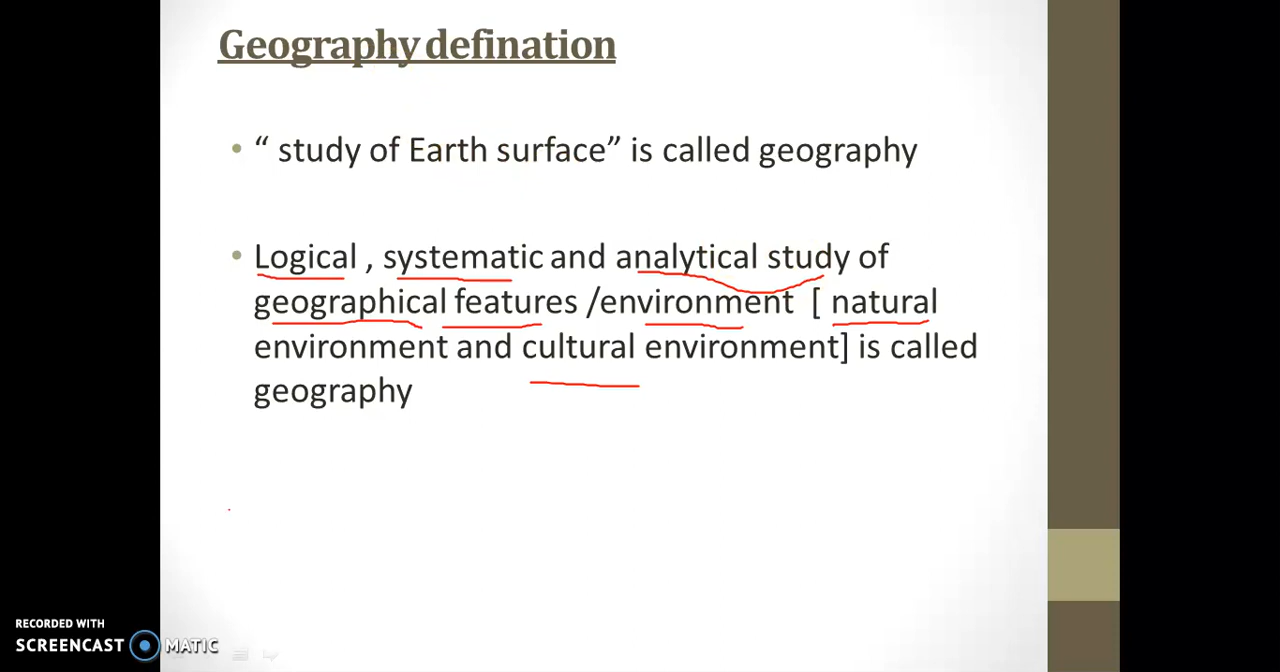 Geography defination
• “ study of Earth surface” is called geography
• Logical , systematic and analytical study of
geographical features /environment [ natural
environment and cultural environment] is called
geography
RECORDED WITH
SCREENCAST MATIC